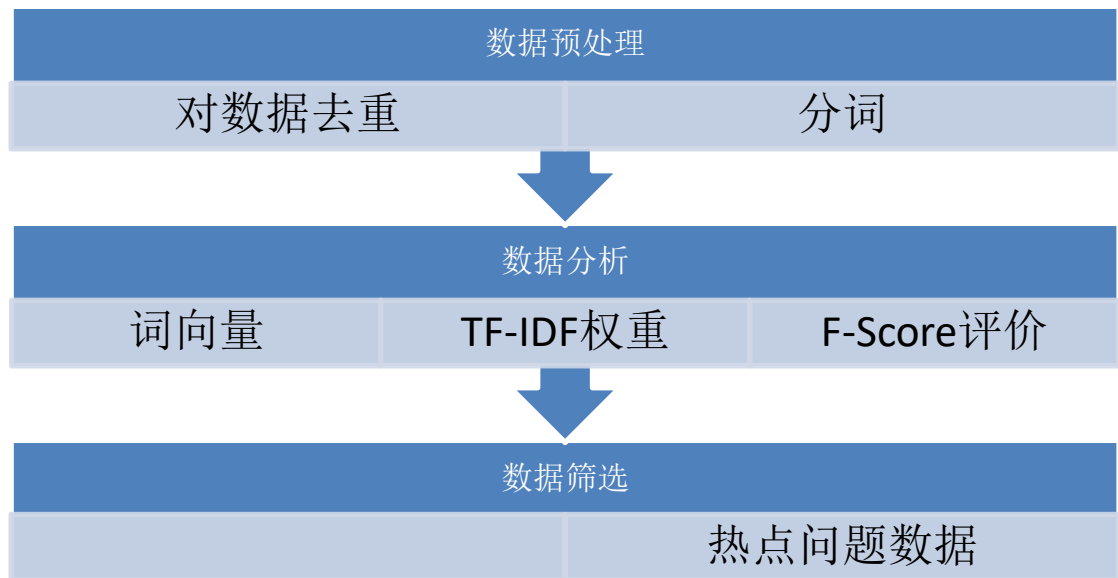 数据预处理
对数据去重
分词
数据分析
词向量
TF-IDF权重
F-Score评价
数据筛选
热点问题数据